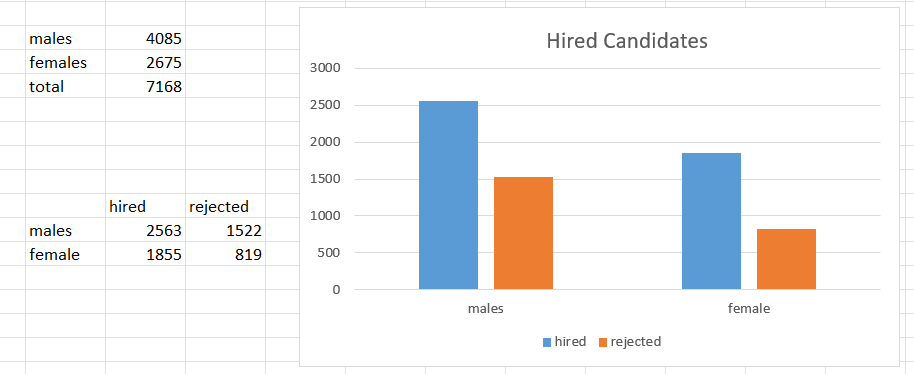 males 4085
females 2675
total 7168
hired rejected
males 2563 1522
female 1855 819
Hired Candidates
3000
2500
2000
1500
1000
500
0
males female
hired rejected